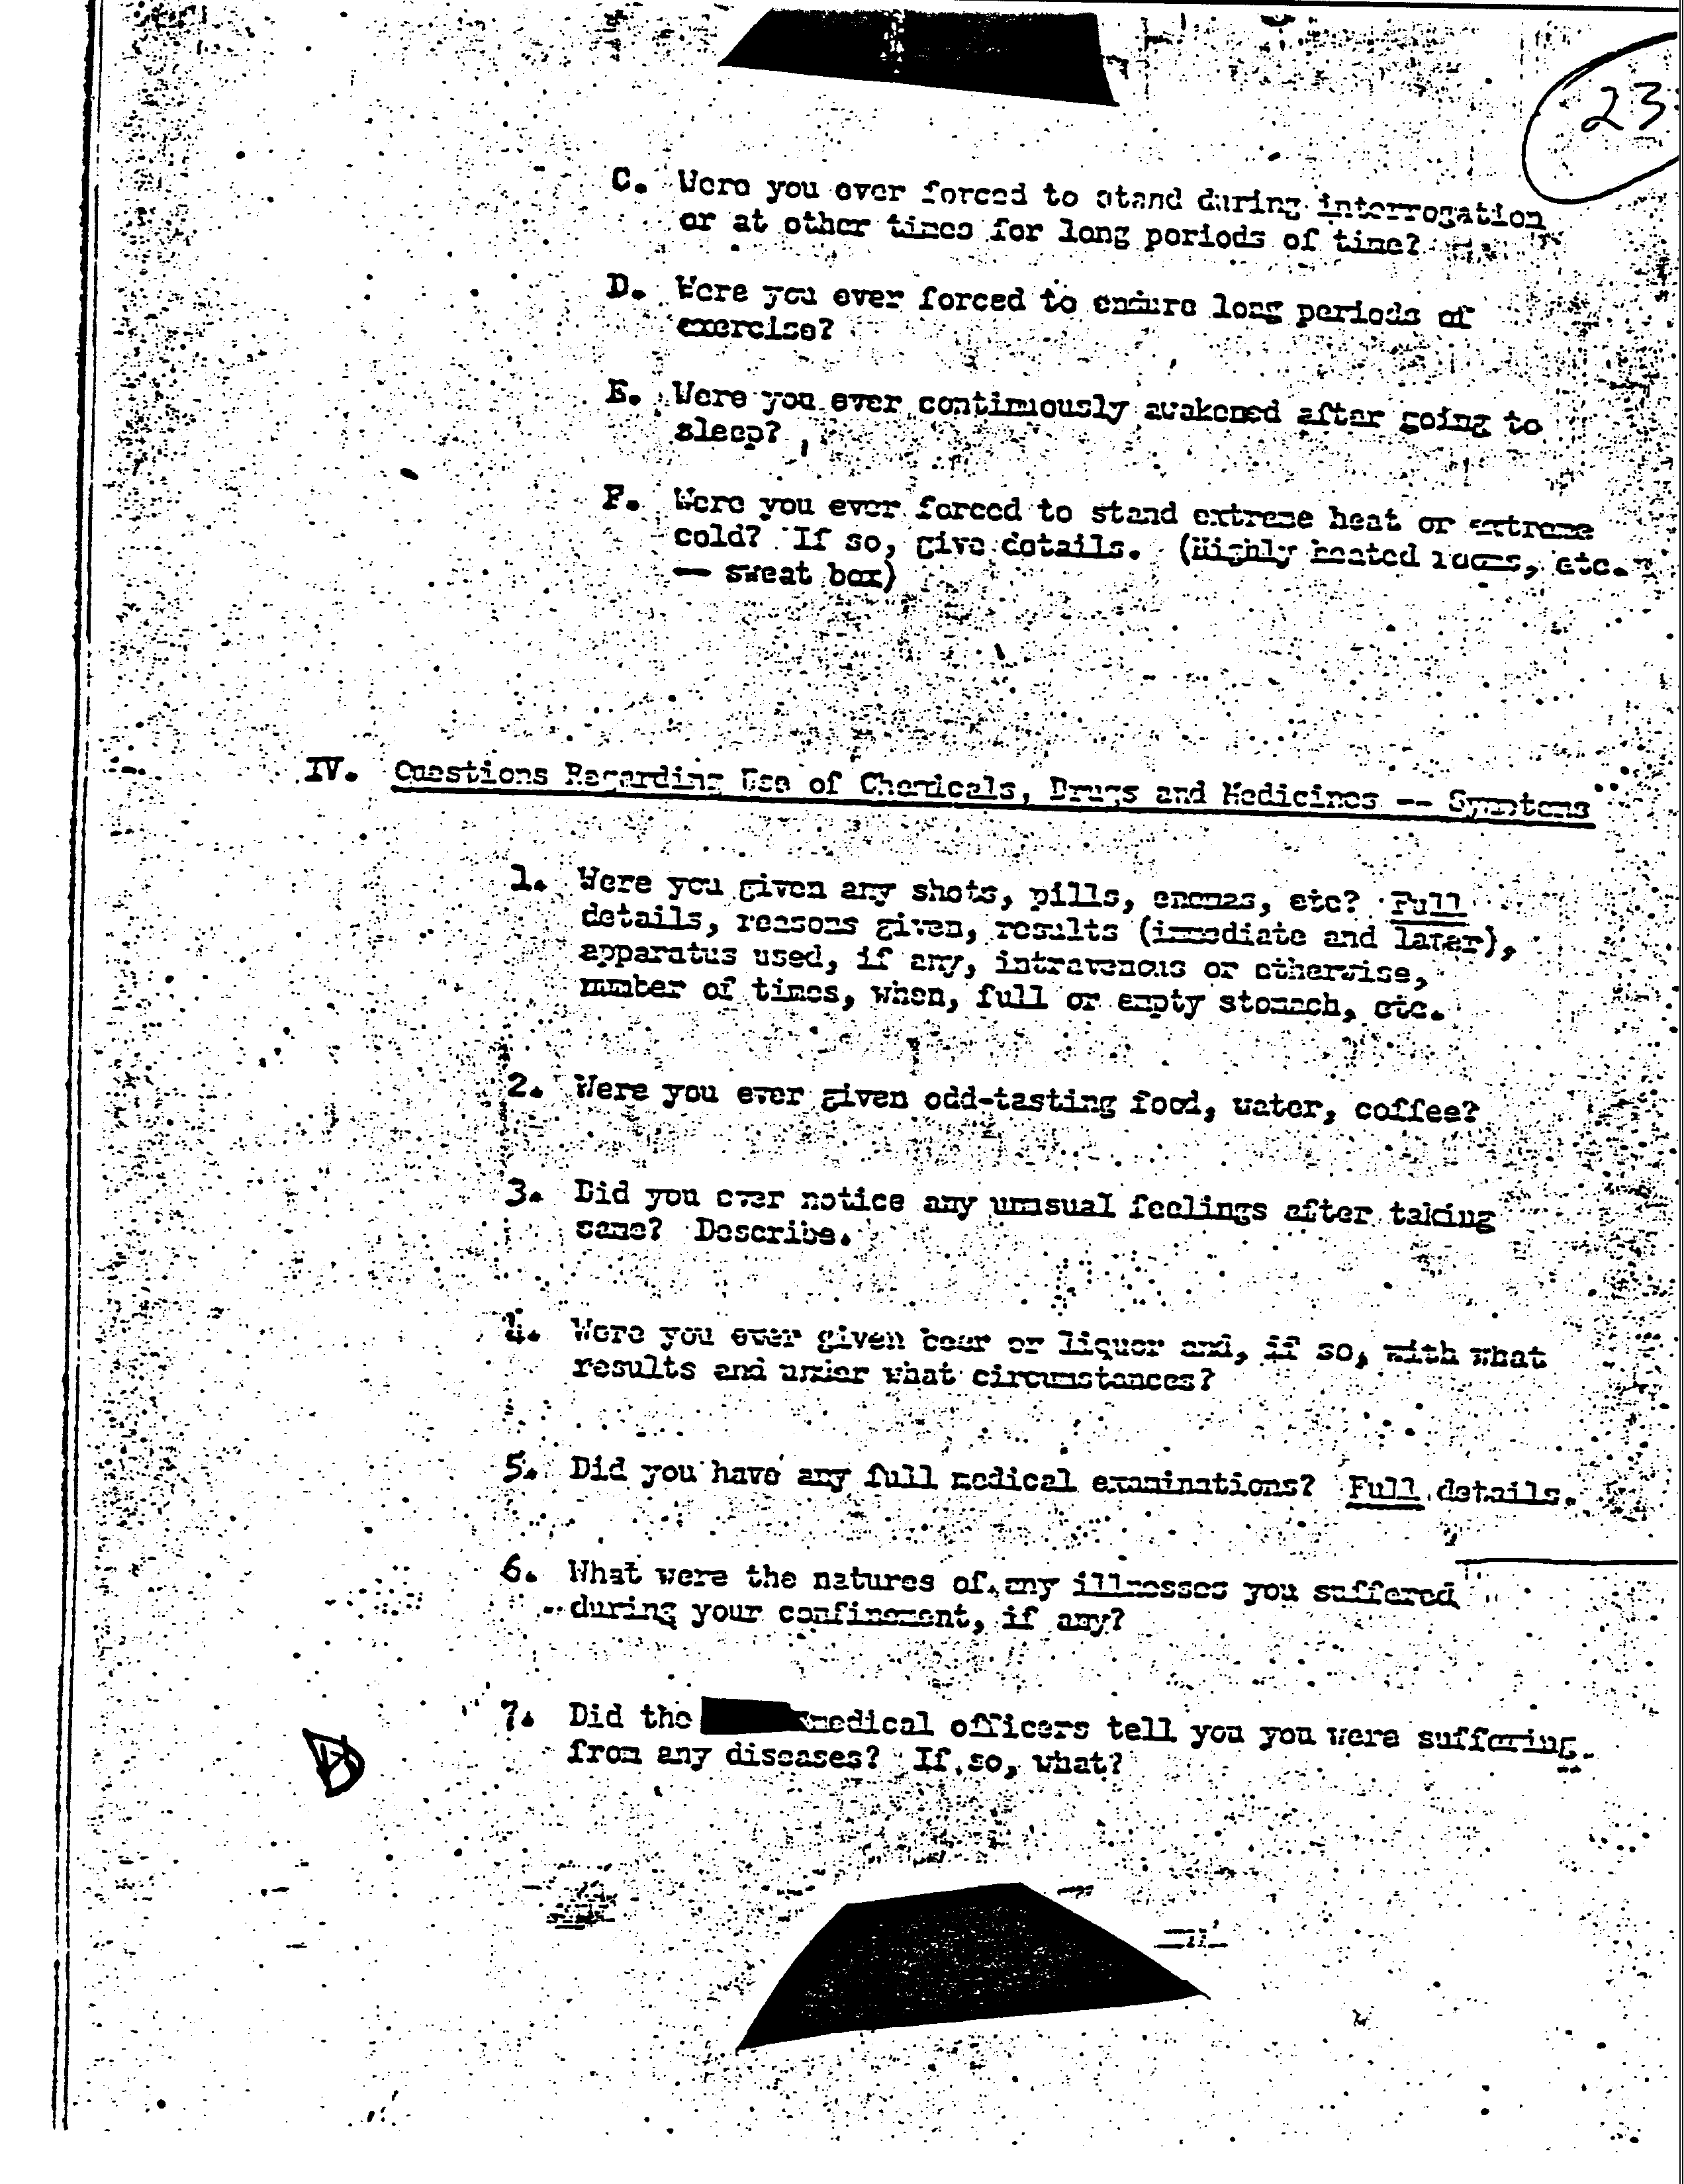 23
C. Were you ever forced to stand during interrogation
or at other times for long periods of time?
D. Were you ever forced to endure long periods of
exercise?
E. Were you ever continuously awakened after going to
sleep?
F. Were you ever forced to stand extreme heat or extreme
cold? If so, give details. (Highly heated rooms, etc.
-- sweat box)
IV. Questions Regarding Use of Chemicals, Drugs and Medicines -- Symptoms
1. Were you given any shots, pills, enemas, etc? Full
details, reasons given, results (immediate and later),
apparatus used, if any, intravenous or otherwise,
number of times, when, full or empty stomach, etc.
2. Were you ever given odd-tasting food, water, coffee?
3. Did you ever notice any unusual feelings after taking
same? Describe.
4. Were you ever given beer or liquor and, if so, with what
results and under what circumstances?
5. Did you have any full medical examinations? Full details.
6. What were the natures of any illnesses you suffered
during your confinement, if any?
7. Did the medical officers tell you you were suffering
from any diseases? If so, what?